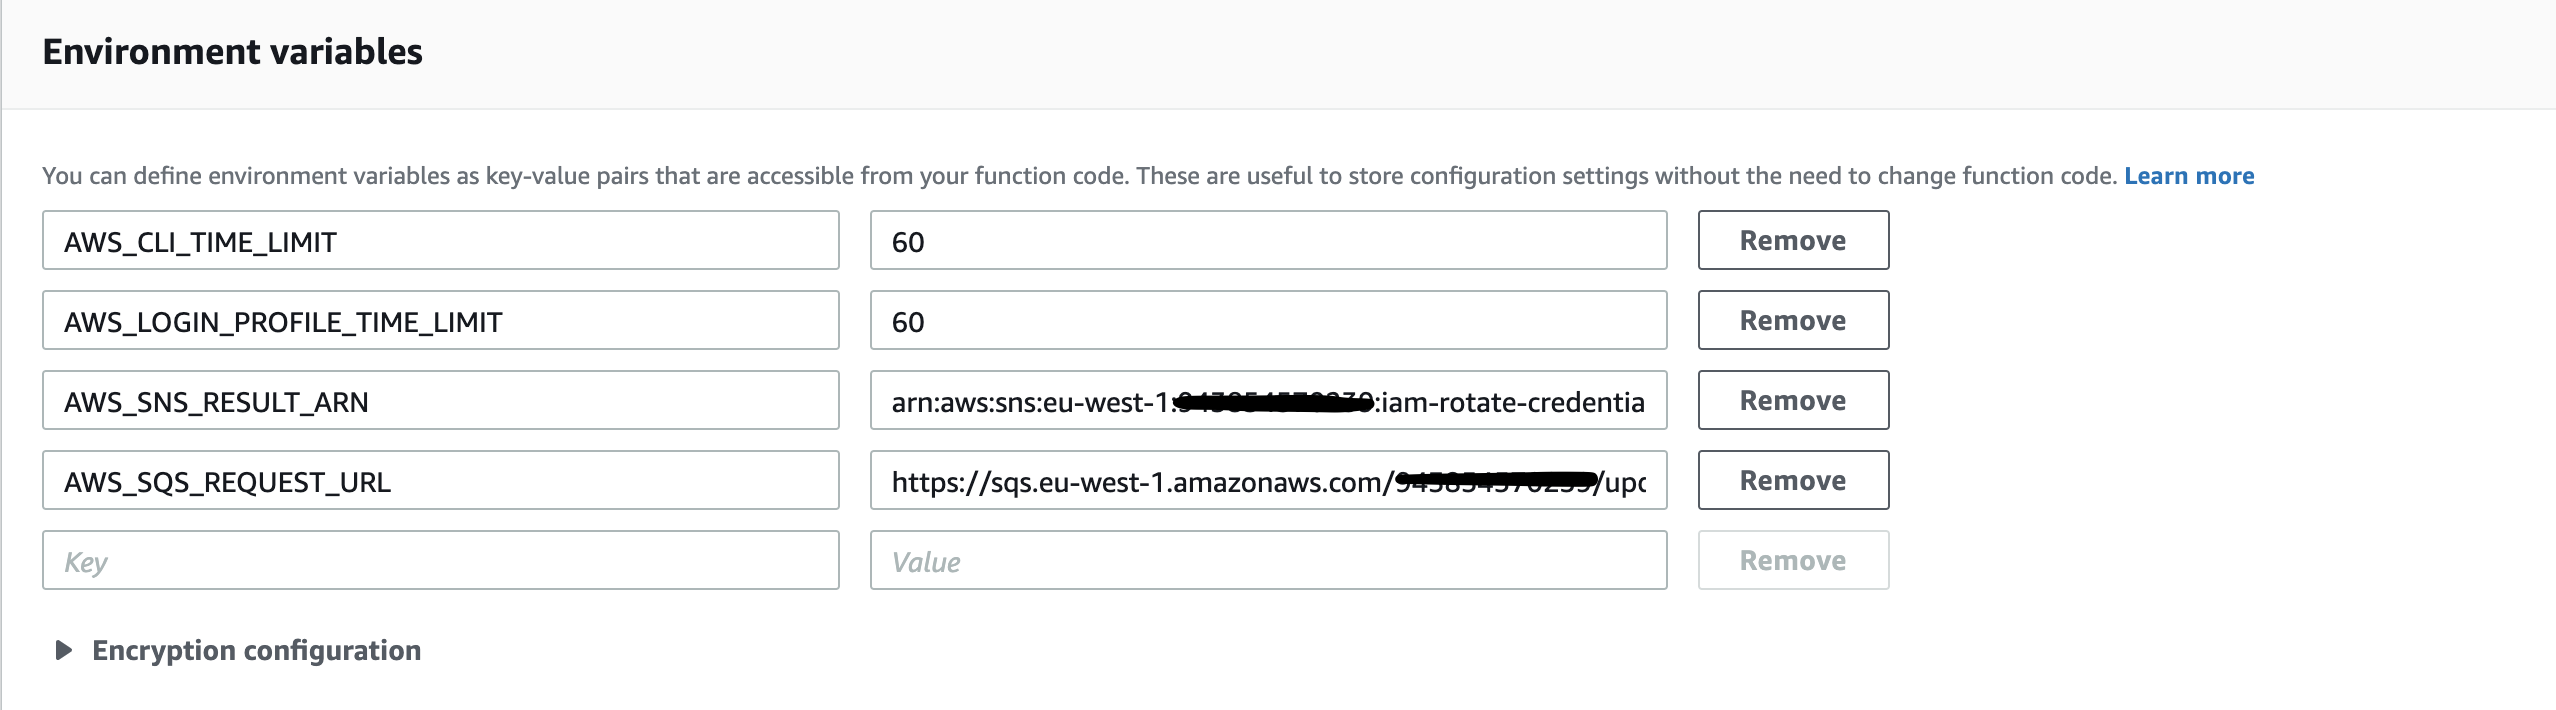 Environment variables
You can define environment variables as key-value pairs that are accessible from your function code. These are useful to store configuration settings without the need to change function code. Learn more
AWS_CLI_TIME_LIMIT 60 Remove
AWS_LOGIN_PROFILE_TIME_LIMIT 60 Remove
AWS_SNS_RESULT_ARN arn:aws:sns:eu-west-1: :iam-rotate-credentia Remove
AWS_SQS_REQUEST_URL https://sqs.eu-west-1.amazonaws.com/ /upd Remove
Key Value Remove
Encryption configuration